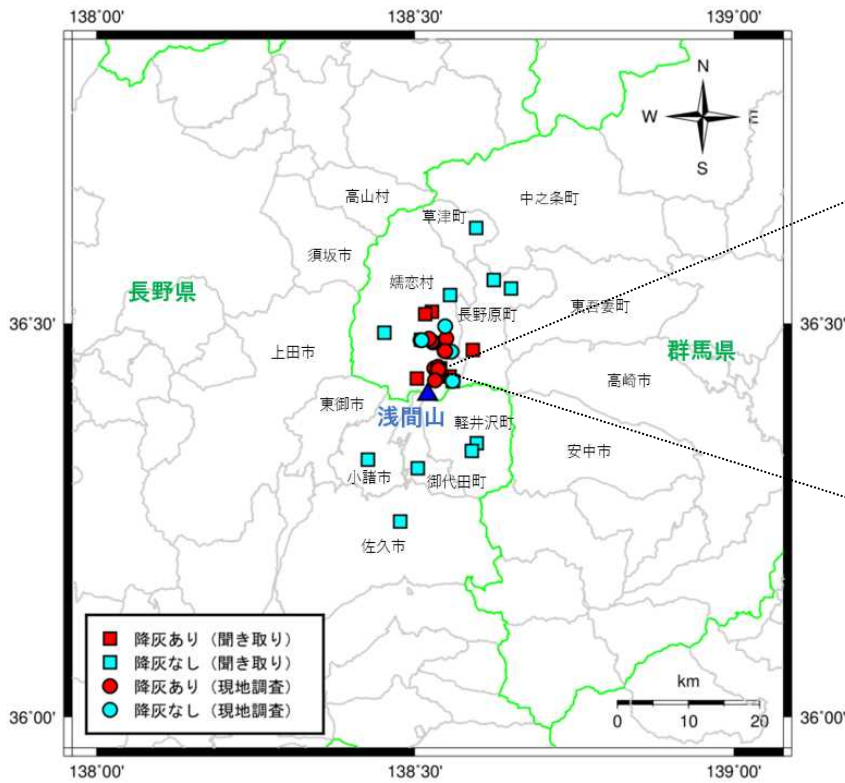 138°00' 138°30' 139°00'
N
W E
S
高山村
草津町
中之条町
須坂市
嬬恋村
長野県
長野原町
東吾妻町
36°30' 36°30'
上田市
群馬県
高崎市
東御市
浅間山
軽井沢町
安中市
小諸市
御代田町
佐久市
降灰あり（聞き取り）
降灰なし（聞き取り）
降灰あり（現地調査）
降灰なし（現地調査）
km
0 10 20
36°00' 36°00'
138°00' 138°30' 139°00'